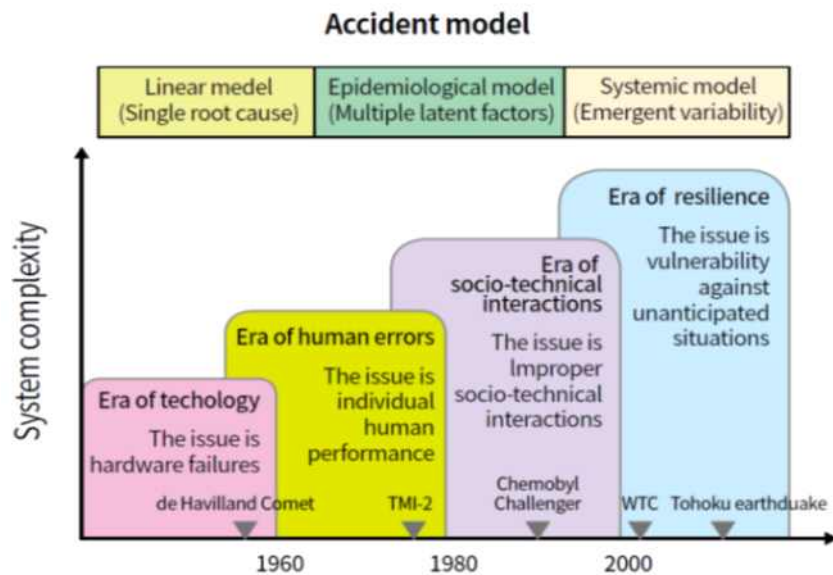 Accident model
Linear medel
(Single root cause)
Epidemiological model
(Multiple latent factors)
Systemic model
(Emergent variability)
System complexity
Era of techology
The issue is
hardware failures
de Havilland Comet
Era of human errors
The issue is
individual
human
performance
TMI-2
Era of
socio-technical
interactions
The issue is
lmproper
socio-technical
interactions
Chemobyl
Challenger
Era of resilience
The issue is
vulnerability
against
unanticipated
situations
WTC
Tohoku earthduake
1960
1980
2000